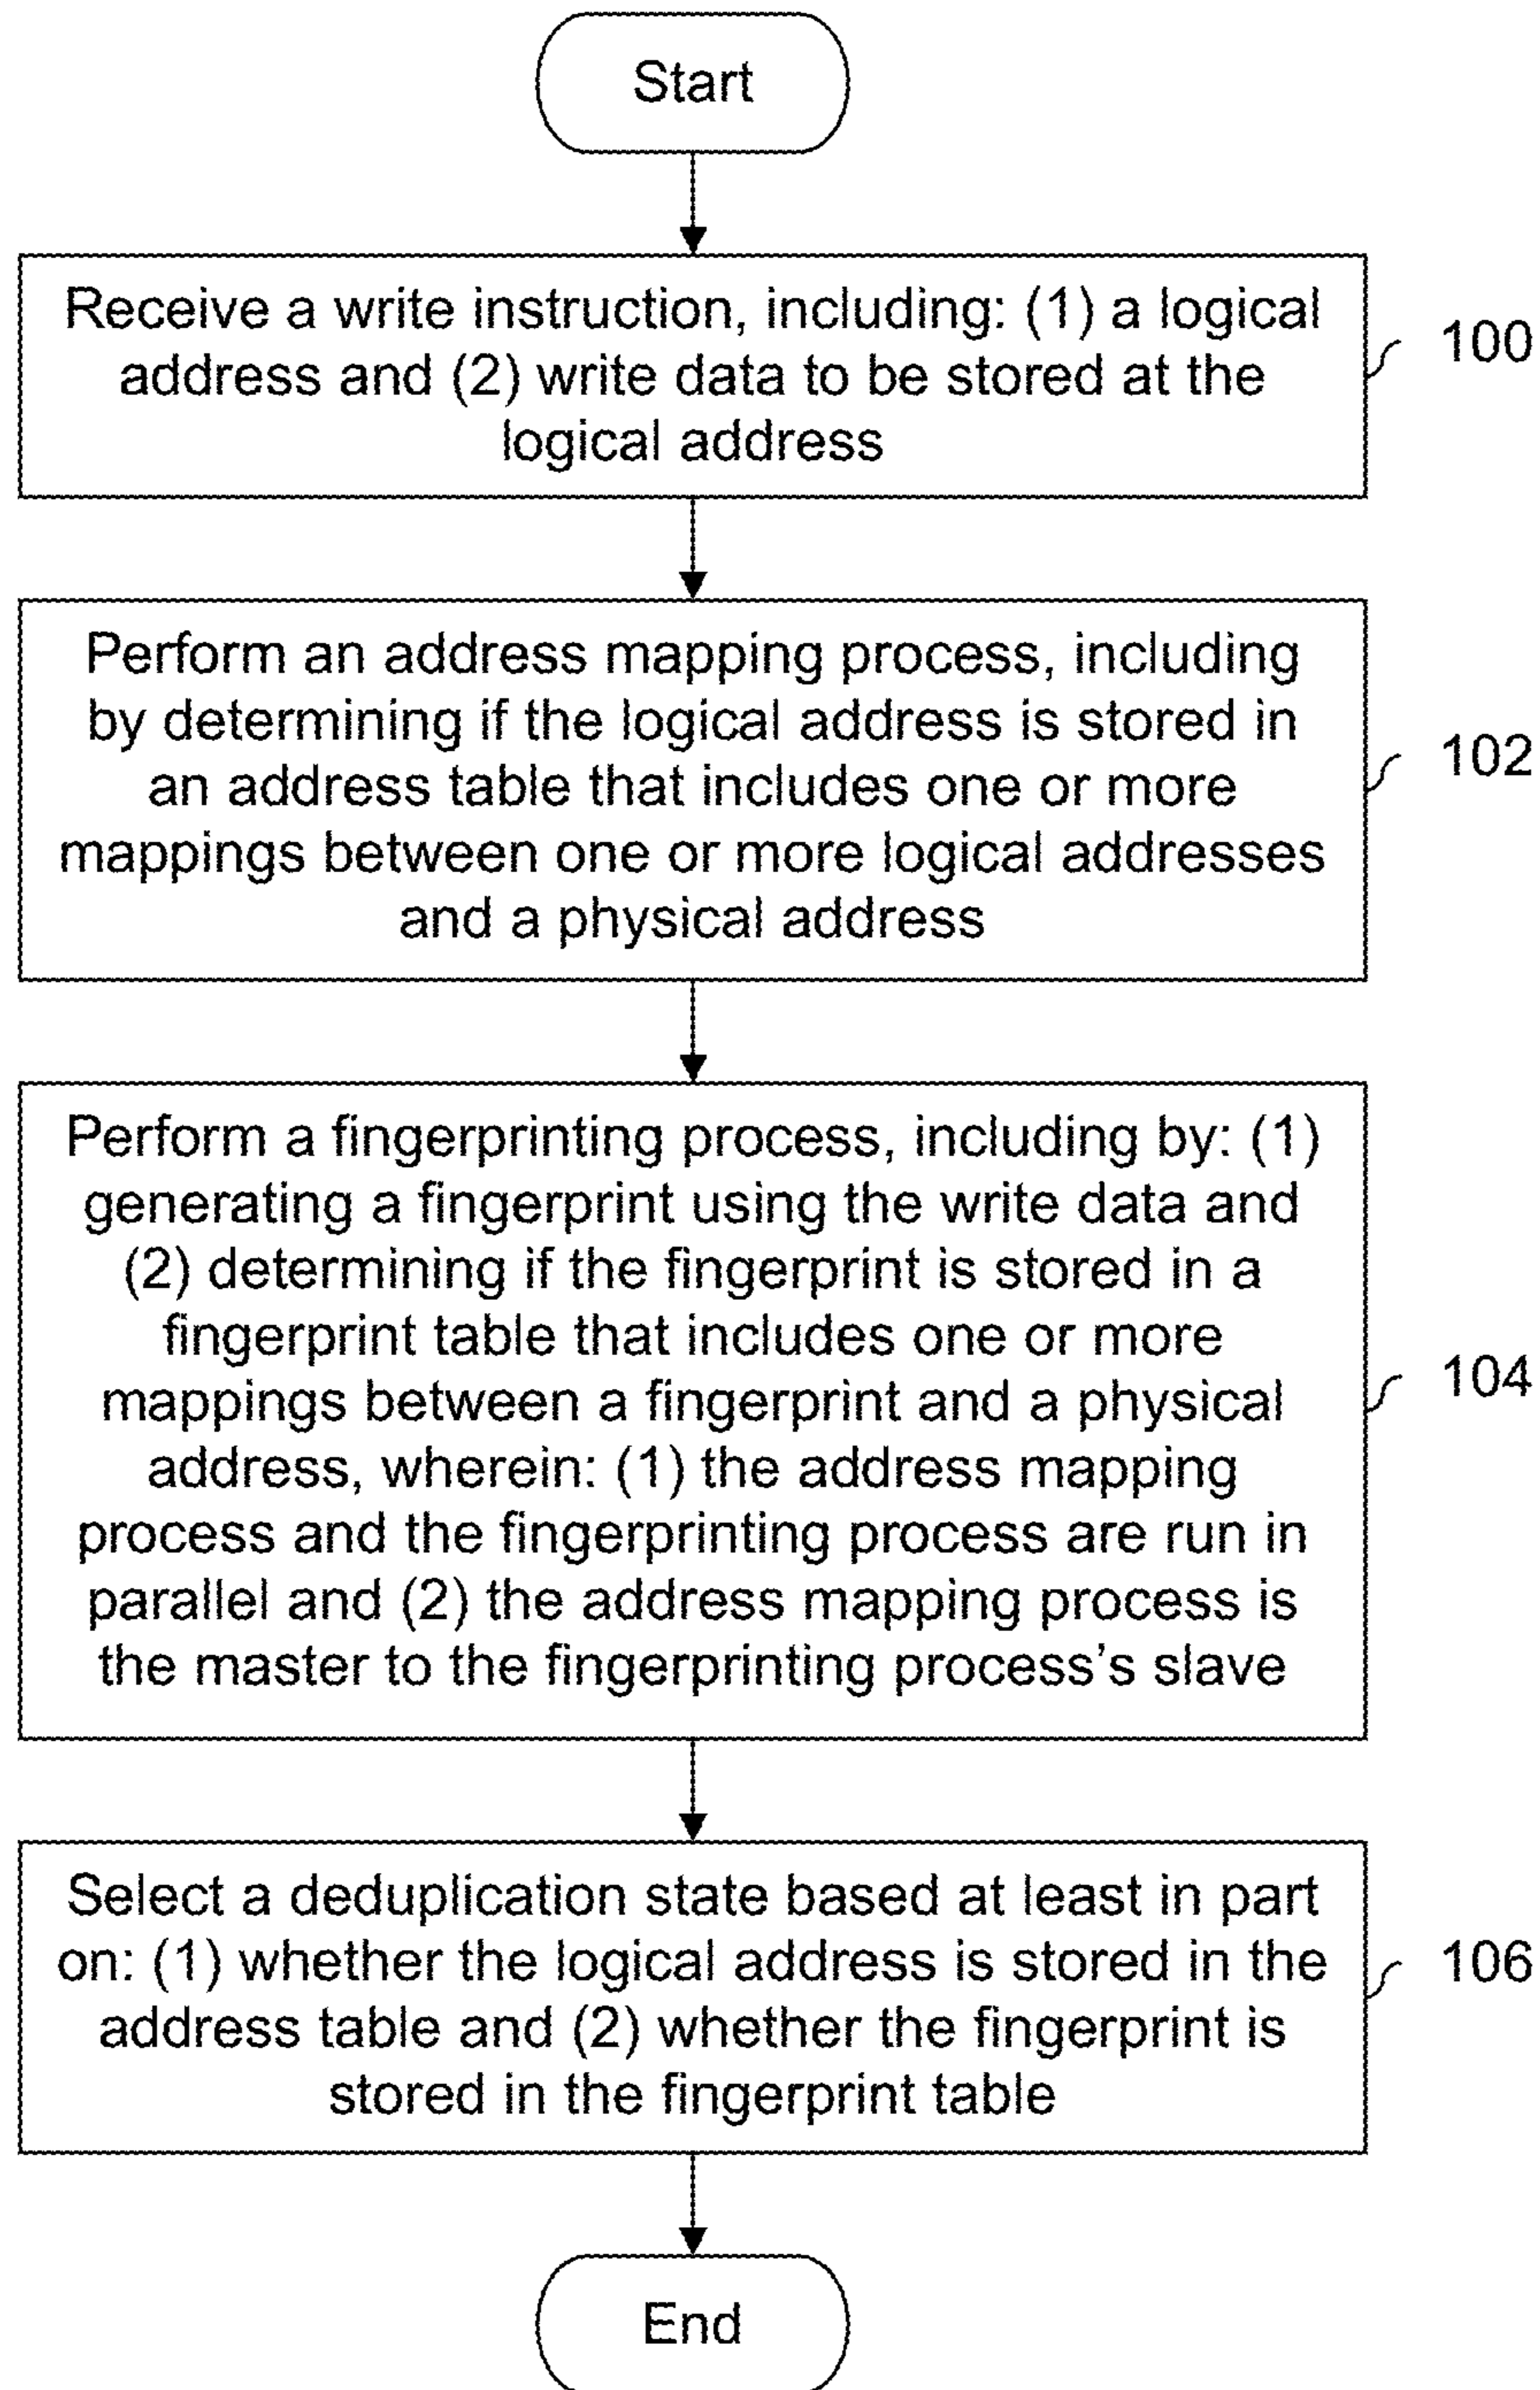 Start
Receive a write instruction, including: (1) a logical
address and (2) write data to be stored at the
logical address
100
Perform an address mapping process, including
by determining if the logical address is stored in
an address table that includes one or more
mappings between one or more logical addresses
and a physical address
102
Perform a fingerprinting process, including by: (1)
generating a fingerprint using the write data and
(2) determining if the fingerprint is stored in a
fingerprint table that includes one or more
mappings between a fingerprint and a physical
address, wherein: (1) the address mapping
process and the fingerprinting process are run in
parallel and (2) the address mapping process is
the master to the fingerprinting process's slave
104
Select a deduplication state based at least in part
on: (1) whether the logical address is stored in the
address table and (2) whether the fingerprint is
stored in the fingerprint table
106
End